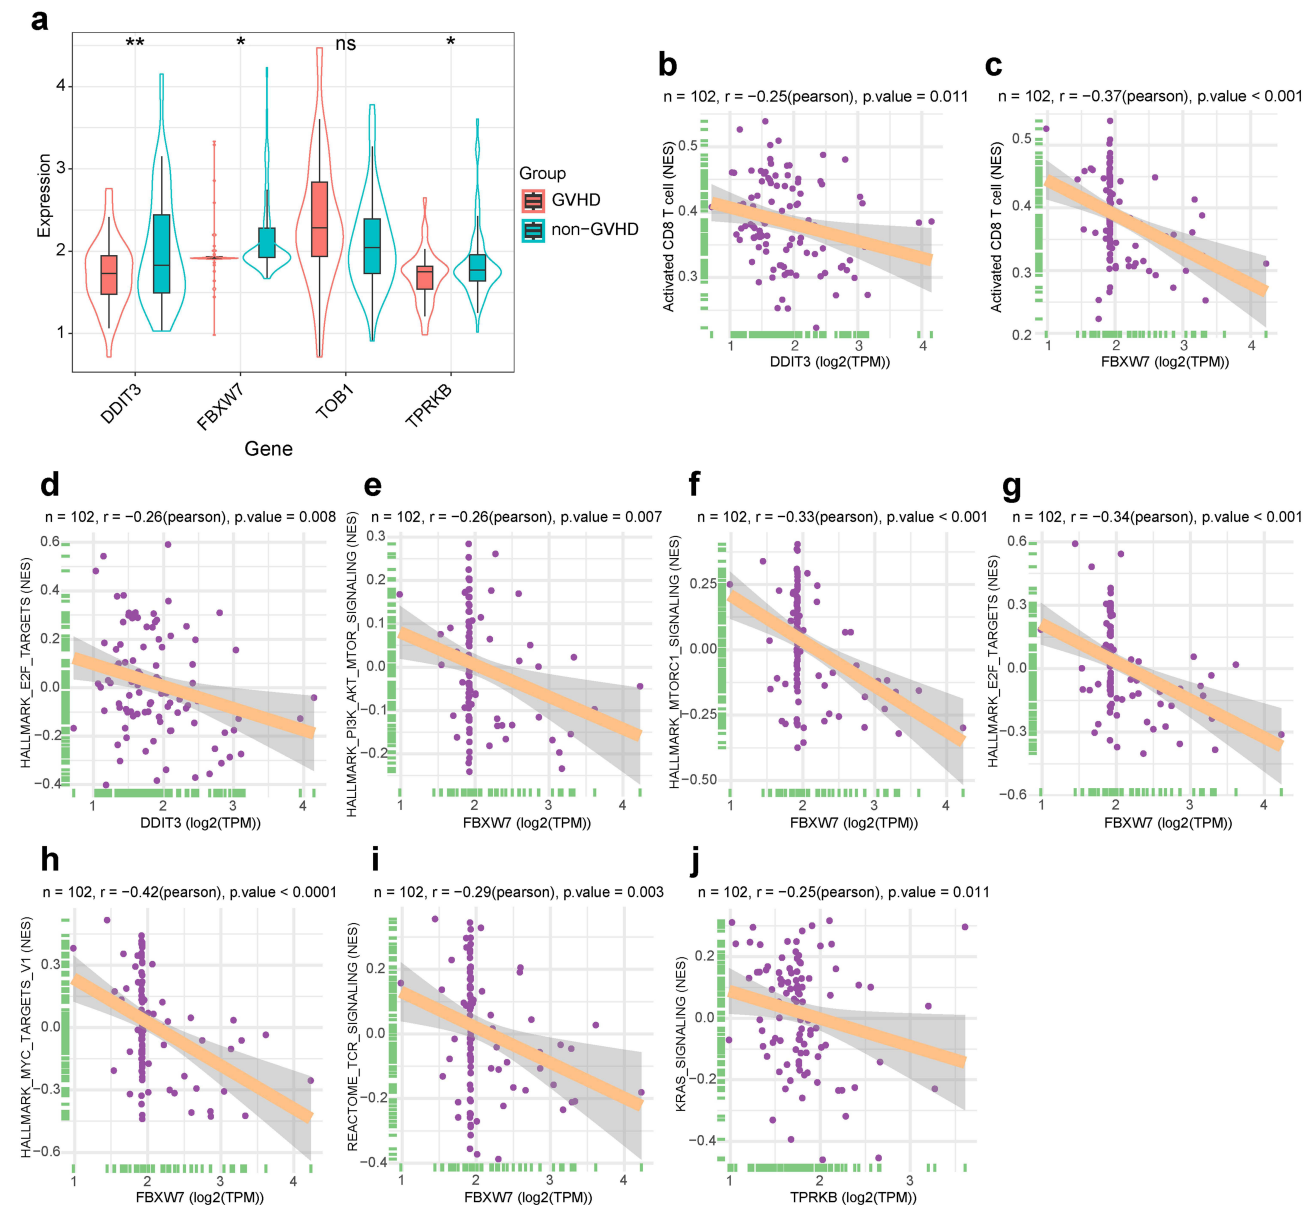 a
** * ns *
4
3
2
1
Expression
DDIT3 FBXW7 TOB1 TPRKB
Gene
Group
GVHD
non−GVHD
b
n = 102, r = −0.25(pearson), p.value = 0.011
Activated CD8 T cell (NES)
0.5
0.4
0.3
1 2 3 4
DDIT3 (log2(TPM))
c
n = 102, r = −0.37(pearson), p.value < 0.001
Activated CD8 T cell (NES)
0.5
0.4
0.3
0.2
1 2 3 4
FBXW7 (log2(TPM))
d
n = 102, r = −0.26(pearson), p.value = 0.008
HALLMARK_E2F_TARGETS (NES)
0.6
0.4
0.2
0.0
−0.2
−0.4
1 2 3 4
DDIT3 (log2(TPM))
e
n = 102, r = −0.26(pearson), p.value = 0.007
HALLMARK_PI3K_AKT_MTOR_SIGNALING (NES)
0.3
0.2
0.1
0.0
−0.1
−0.2
1 2 3 4
FBXW7 (log2(TPM))
f
n = 102, r = −0.33(pearson), p.value < 0.001
HALLMARK_MTORC1_SIGNALING (NES)
0.25
0.00
−0.25
−0.50
1 2 3 4
FBXW7 (log2(TPM))
g
n = 102, r = −0.34(pearson), p.value < 0.001
HALLMARK_E2F_TARGETS (NES)
0.6
0.3
0.0
−0.3
−0.6
1 2 3 4
FBXW7 (log2(TPM))
h
n = 102, r = −0.42(pearson), p.value < 0.0001
HALLMARK_MYC_TARGETS_V1 (NES)
0.3
0.0
−0.3
−0.6
1 2 3 4
FBXW7 (log2(TPM))
i
n = 102, r = −0.29(pearson), p.value = 0.003
REACTOME_TCR_SIGNALING (NES)
0.2
0.0
−0.2
−0.4
1 2 3 4
FBXW7 (log2(TPM))
j
n = 102, r = −0.25(pearson), p.value = 0.011
KRAS_SIGNALING (NES)
0.2
0.0
−0.2
−0.4
1 2 3
TPRKB (log2(TPM))